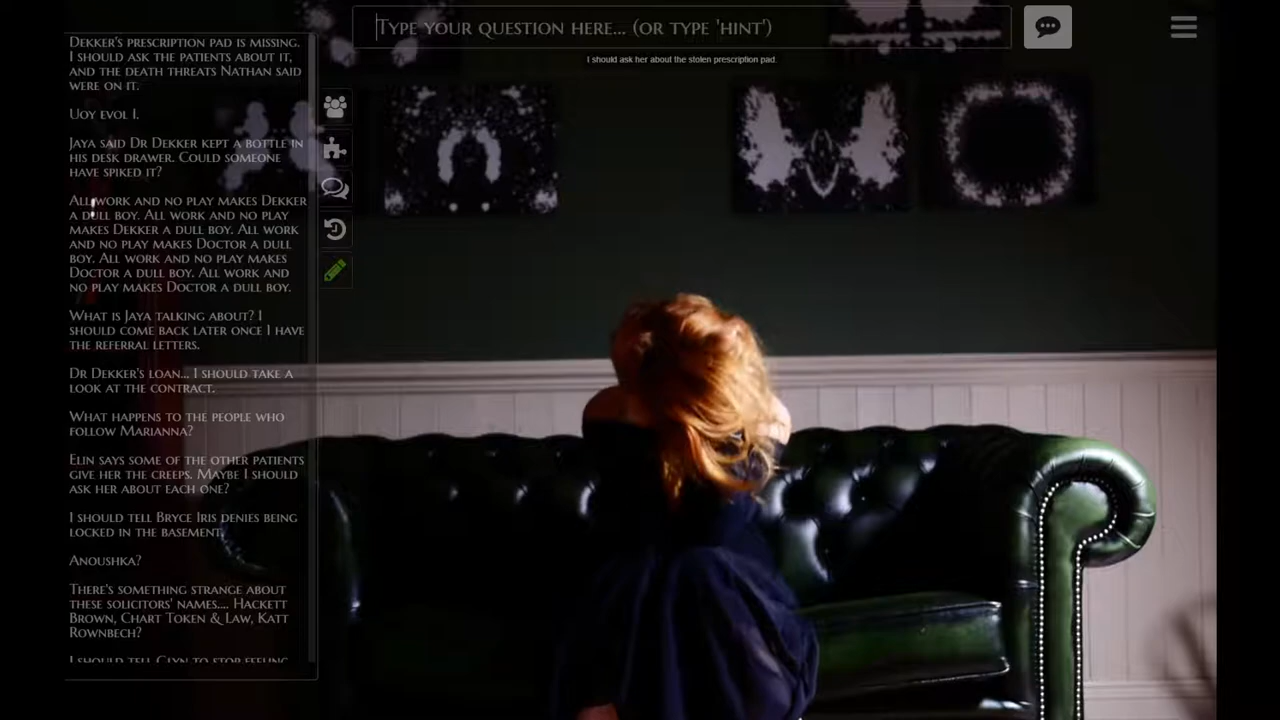 Type your question here... (or type 'hint')
I should ask her about the stolen prescription pad.
Dekker's prescription pad is missing.
I should ask the patients about it,
and the death threats Nathan said
were on it.
Uoy evol I.
Jaya said Dr Dekker kept a bottle in
his desk drawer. Could someone
have spiked it?
All work and no play makes Dekker
a dull boy. All work and no play
makes Dekker a dull boy. All work
and no play makes Doctor a dull
boy. All work and no play makes
Doctor a dull boy. All work and
no play makes Doctor a dull boy.
What is Jaya talking about? I
should come back later once I have
the referral letters.
Dr Dekker's loan... I should take a
look at the contract.
What happens to the people who
follow Marianna?
Elin says some of the other patients
give her the creeps. Maybe I should
ask her about each one?
I should tell Bryce Iris denies being
locked in the basement.
Anoushka?
There's something strange about
these solicitors' names.... Hackett
Brown, Chart Token & Law, Katt
Rownbech?
I should tell Glyn to stop feeling